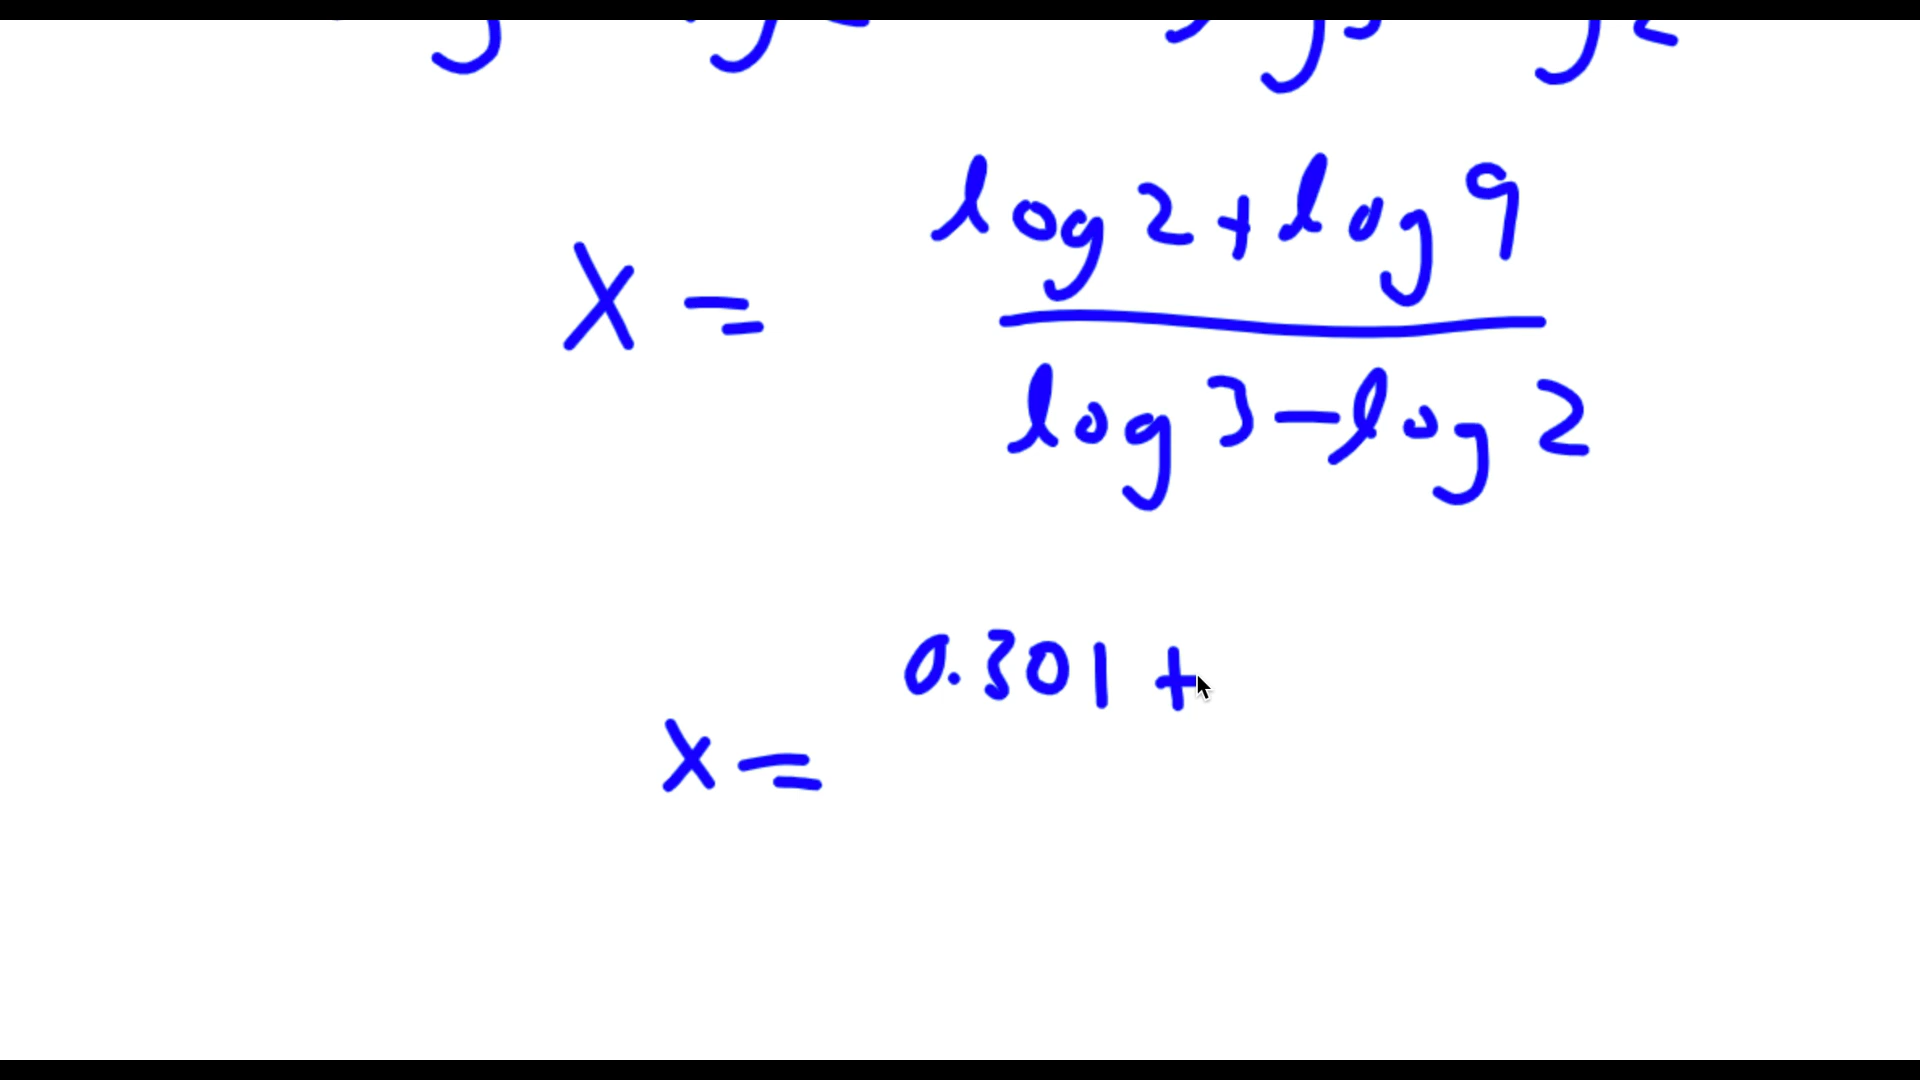 x = log 2 + log 9
log 3 - log 2
0.301 +
x =